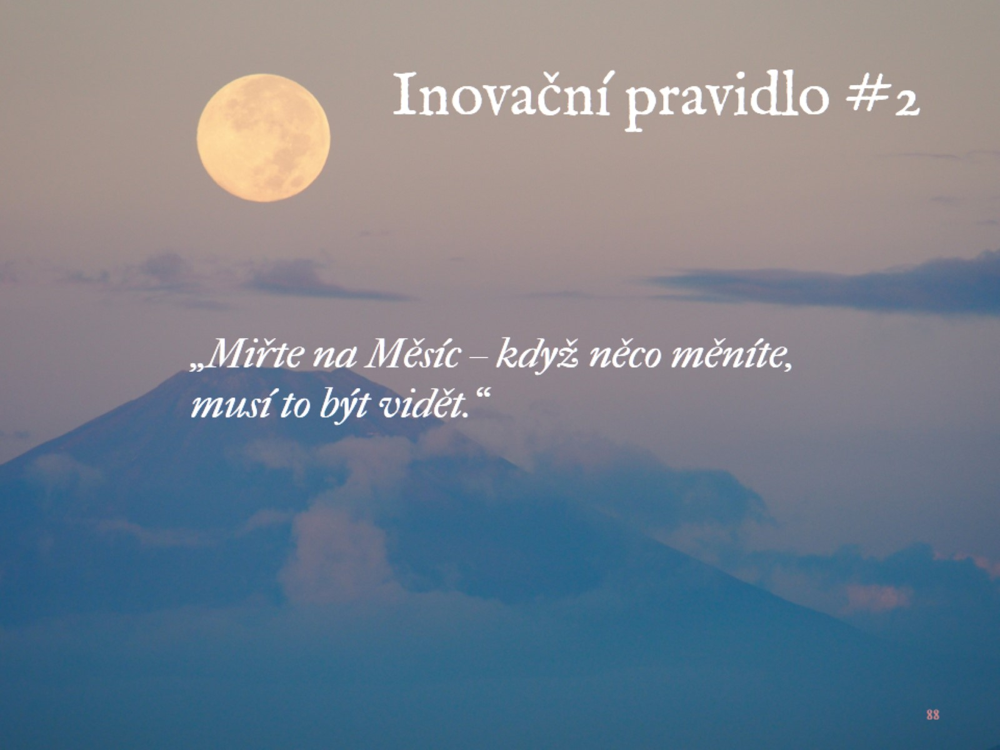 Inovační pravidlo #2
„Miřte na Měsíc – když něco měníte,
musí to být vidět.“
88